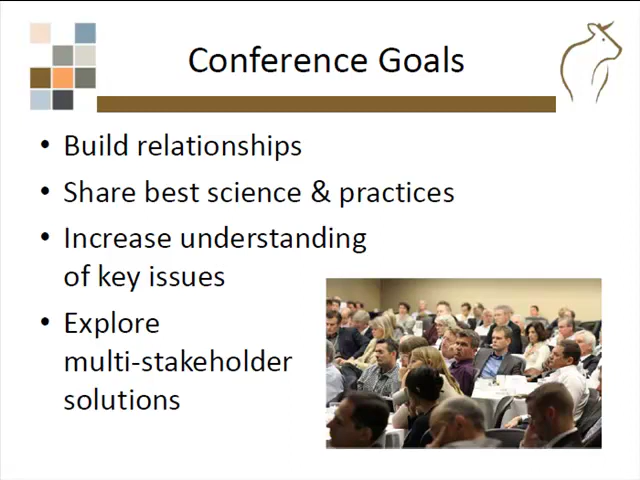 Conference Goals
• Build relationships
• Share best science & practices
• Increase understanding
of key issues
• Explore
multi-stakeholder
solutions